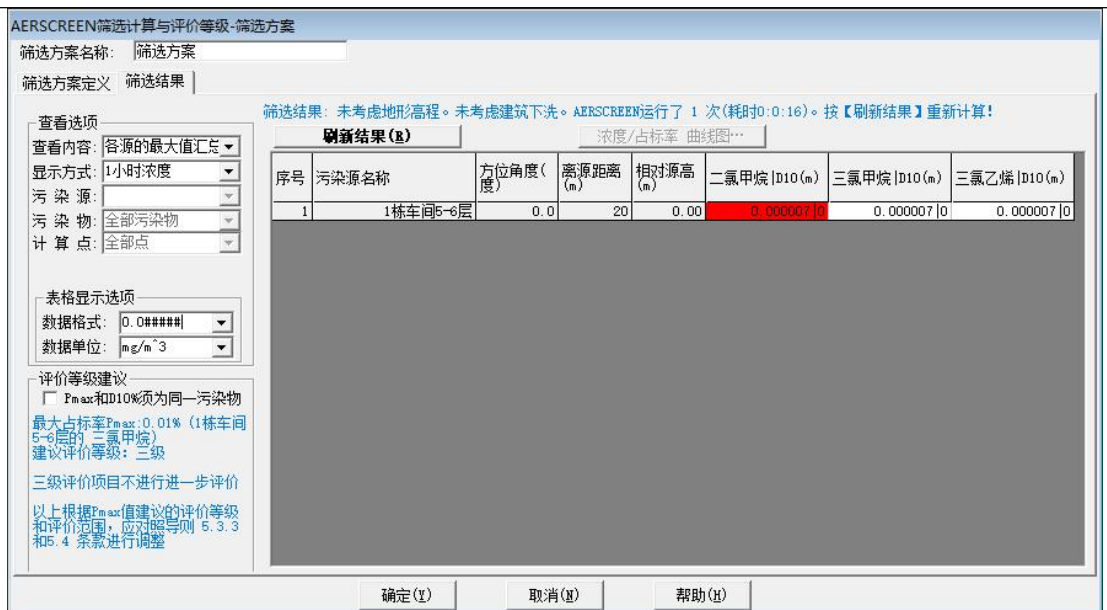 AERSCREEN筛选计算与评价等级-筛选方案
筛选方案名称: 筛选方案
筛选方案定义 筛选结果
筛选结果: 未考虑地形高程。未考虑建筑下洗。AERSCREEN运行了 1 次(耗时0:0:16)。按【刷新结果】重新计算!
刷新结果(R) 浓度/占标率 曲线图…
查看选项
查看内容: 各源的最大值汇总
显示方式: 1小时浓度
污 染 源:
污 染 物: 全部污染物
计 算 点: 全部点
表格显示选项
数据格式: 0.0#####
数据单位: mg/m^3
评价等级建议
Pmax和D10%须为同一污染物
最大占标率Pmax:0.01% (1栋车间
5-6层的 三氯甲烷)
建议评价等级: 三级
三级评价项目不进行进一步评价
以上根据Pmax值建议的评价等级
和评价范围,应对照导则 5.3.3
和5.4 条款进行调整
序号 污染源名称 方位角度(度) 离源距离(m) 相对源高(m) 二氯甲烷|D10(m) 三氯甲烷|D10(m) 三氯乙烯|D10(m)
1 1栋车间5-6层 0.0 20 0.00 0.000007|0 0.000007|0 0.000007|0
确定(Y) 取消(N) 帮助(H)